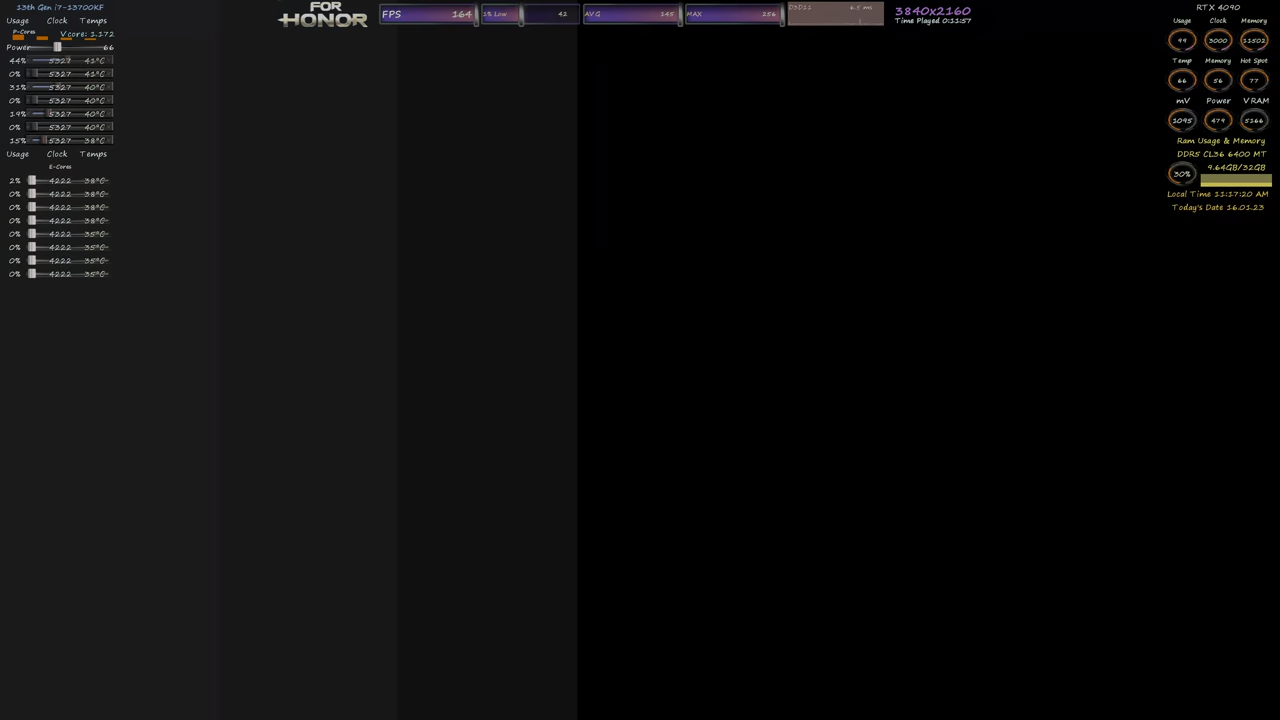 13th Gen i7-13700KF
Usage Clock Temps
P-Cores Vcore: 1.172
Power 66
44% 5327 41°C
0% 5327 41°C
31% 5327 40°C
0% 5327 40°C
19% 5327 40°C
0% 5327 40°C
15% 5327 38°C
Usage Clock Temps
E-Cores
2% 4222 38°C
0% 4222 38°C
0% 4222 38°C
0% 4222 38°C
0% 4222 35°C
0% 4222 35°C
0% 4222 35°C
0% 4222 35°C
FOR
HONOR
FPS 164
1% Low 42
AVG 145
MAX 256
D3D11 6.5 ms
3840x2160
Time Played 0:11:57
RTX 4090
Usage Clock Memory
99 3000 11502
Temp Memory Hot Spot
66 56 77
mV Power VRAM
1095 479 5166
Ram Usage & Memory
DDR5 CL36 6400 MT
9.64GB/32GB
30%
Local Time 11:17:20 AM
Today's Date 16.01.23